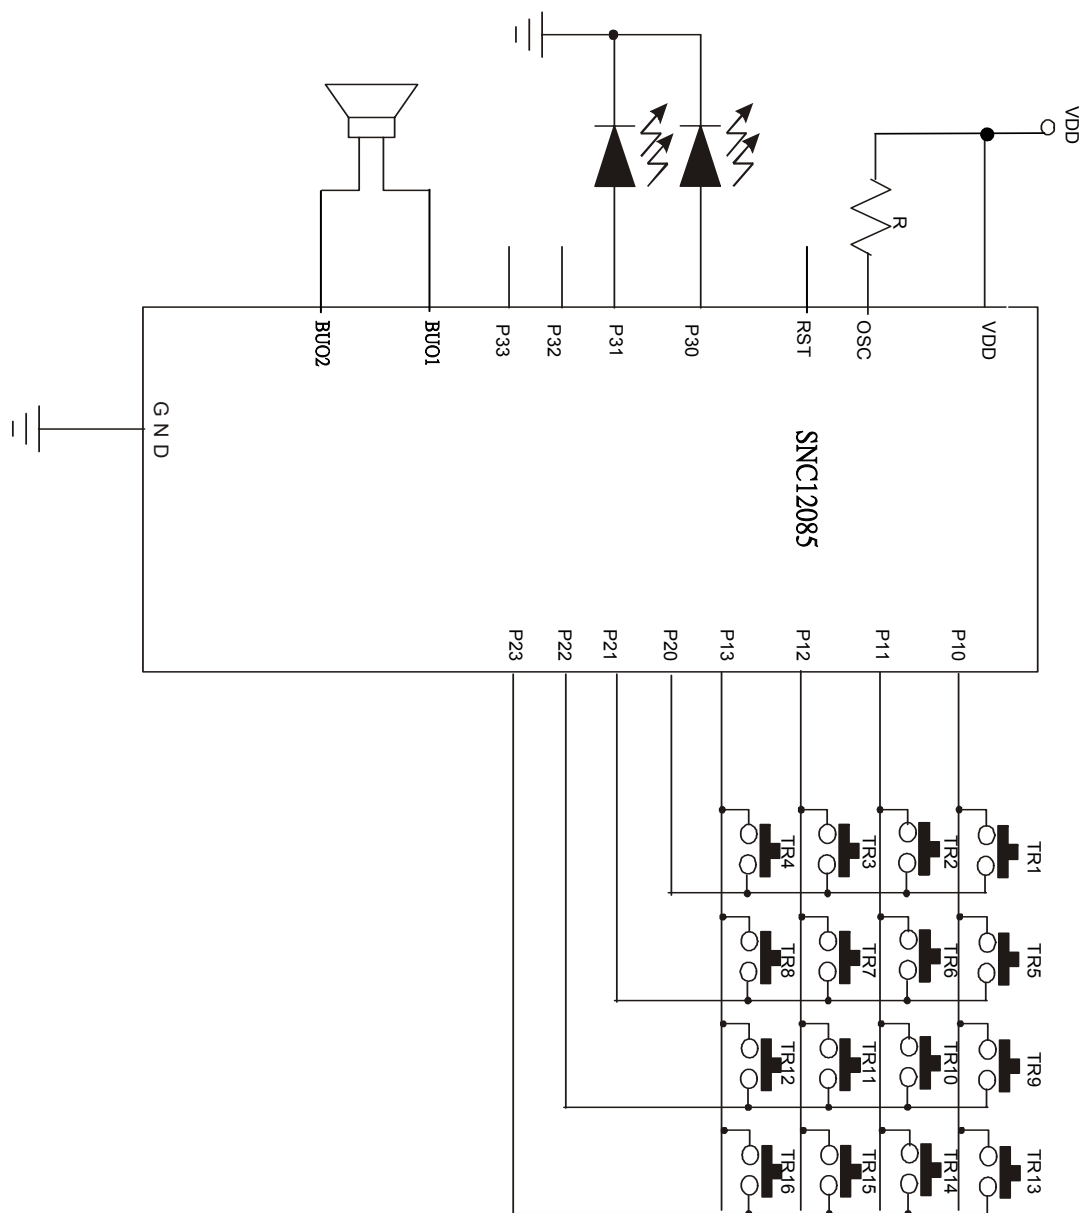 VDD
R
BUO2
BUO1
P33
P32
P31
P30
RST
OSC
VDD
GND
SNC12085
P23
P22
P21
P20
P13
P12
P11
P10
TR4
TR3
TR2
TR1
TR8
TR7
TR6
TR5
TR12
TR11
TR10
TR9
TR16
TR15
TR14
TR13